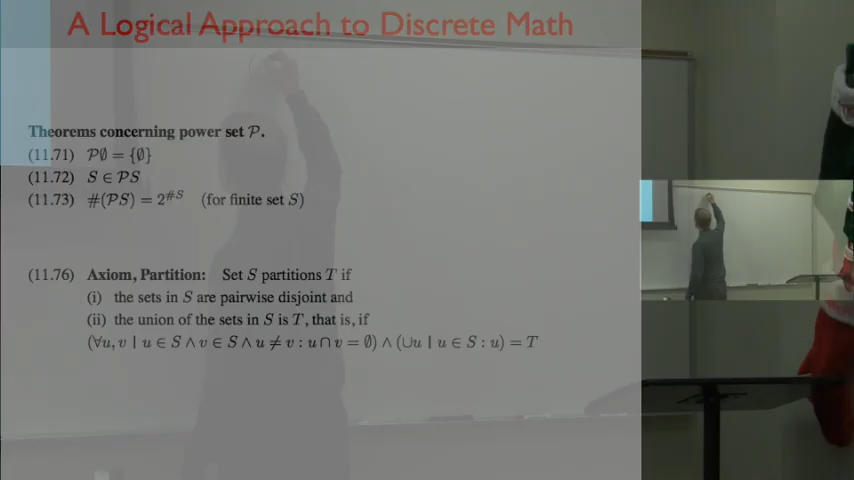 A Logical Approach to Discrete Math
Theorems concerning power set 𝒫.
(11.71) 𝒫∅ = {∅}
(11.72) S ∈ 𝒫S
(11.73) #(𝒫S) = 2^{#S} (for finite set S)
(11.76) Axiom, Partition: Set S partitions T if
(i) the sets in S are pairwise disjoint and
(ii) the union of the sets in S is T, that is, if
(∀u, v | u ∈ S ∧ v ∈ S ∧ u ≠ v : u ∩ v = ∅) ∧ (∪u | u ∈ S : u) = T